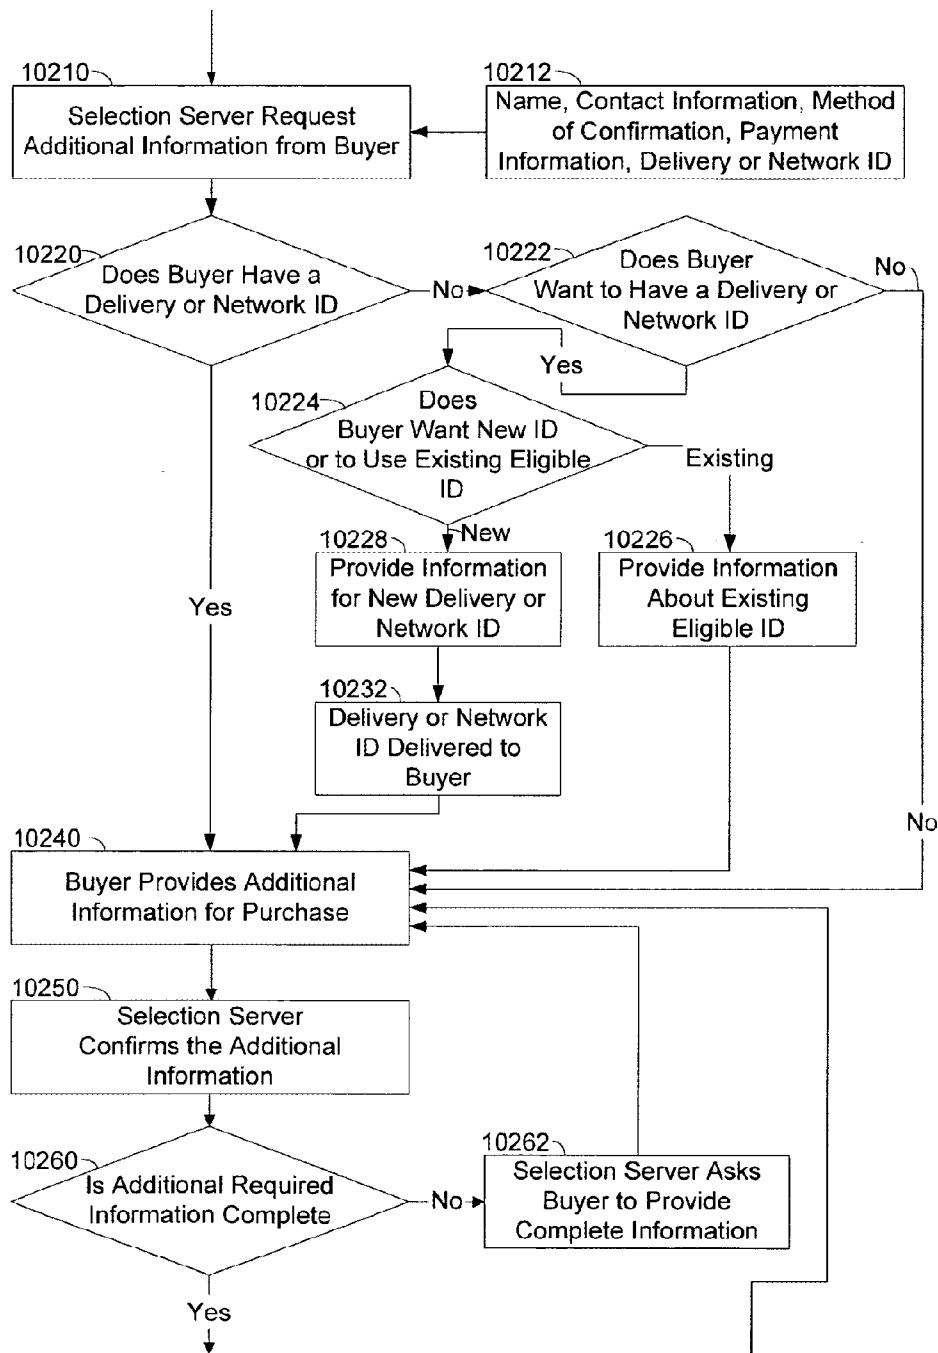 10210
Selection Server Request
Additional Information from Buyer
10212
Name, Contact Information, Method
of Confirmation, Payment
Information, Delivery or Network ID
10220
Does Buyer Have a
Delivery or Network ID
No
10222
Does Buyer
Want to Have a Delivery or
Network ID
No
Yes
10224
Does
Buyer Want New ID
or to Use Existing Eligible
ID
Existing
New
10228
Provide Information
for New Delivery or
Network ID
10226
Provide Information
About Existing
Eligible ID
Yes
10232
Delivery or Network
ID Delivered to
Buyer
No
10240
Buyer Provides Additional
Information for Purchase
10250
Selection Server
Confirms the Additional
Information
10260
Is Additional Required
Information Complete
No
10262
Selection Server Asks
Buyer to Provide
Complete Information
Yes